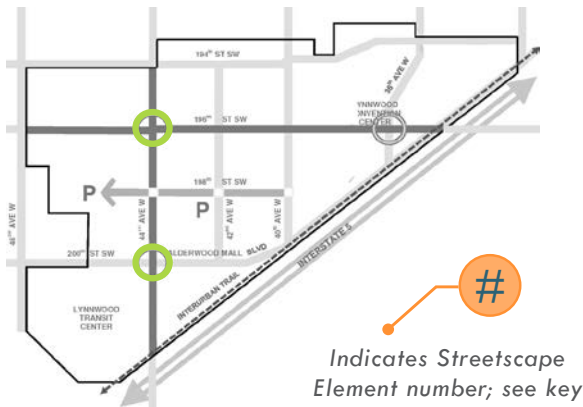 194TH ST SW
36TH AVE W
LYNNWOOD
CONVENTION
CENTER
196TH ST SW
198TH ST SW
P
P
46TH AVE W
44TH AVE W
42ND AVE W
40TH AVE W
200TH ST SW
ALDERWOOD MALL BLVD
INTERSTATE 5
INTERURBAN TRAIL
LYNNWOOD
TRANSIT
CENTER
#
Indicates Streetscape
Element number; see key